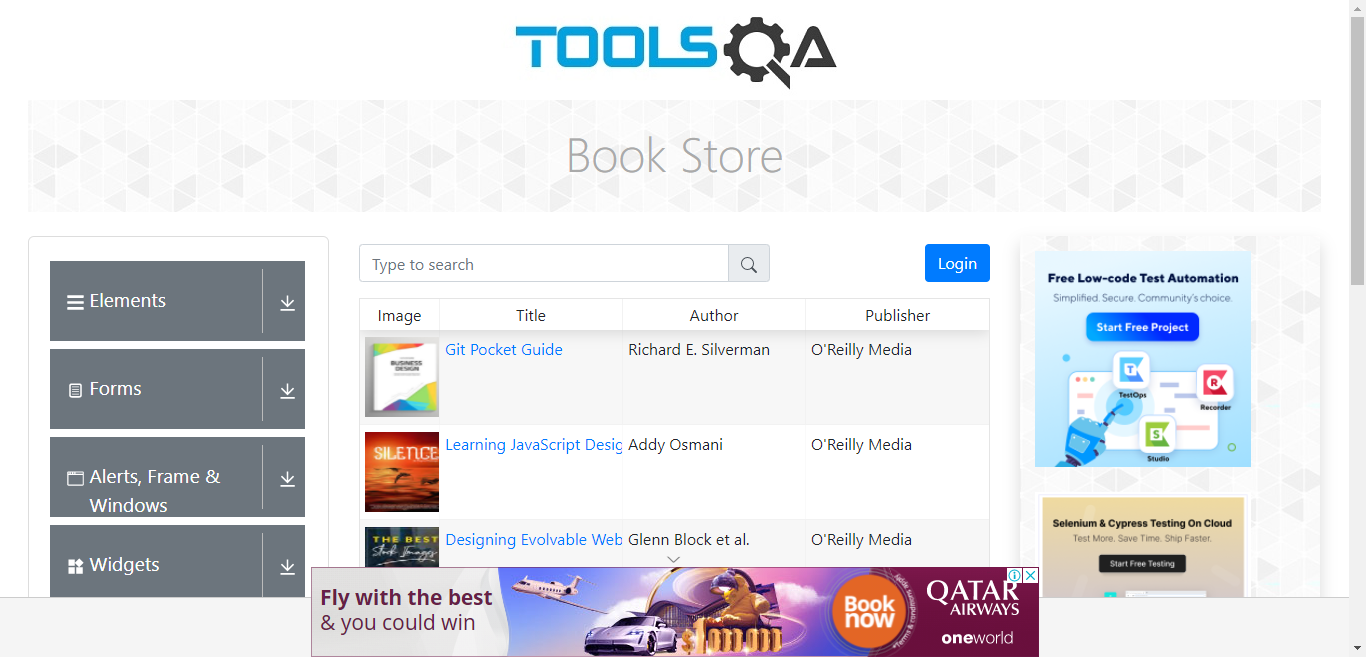 TOOLSQA
Book Store
Elements
Forms
Alerts, Frame &
Windows
Widgets
Type to search
Login
Image Title Author Publisher
BUSINESS
DESIGN
Git Pocket Guide Richard E. Silverman O'Reilly Media
SILENCE
Learning JavaScript Desig Addy Osmani O'Reilly Media
THE BEST
Stock Images
Designing Evolvable Web Glenn Block et al. O'Reilly Media
Free Low-code Test Automation
Simplified. Secure. Community's choice.
Start Free Project
TestOps
Recorder
Studio
Selenium & Cypress Testing On Cloud
Test More. Save Time. Ship Faster.
Start Free Testing
Fly with the best
& you could win
$1,000,000
Book
now
QATAR
AIRWAYS
oneworld